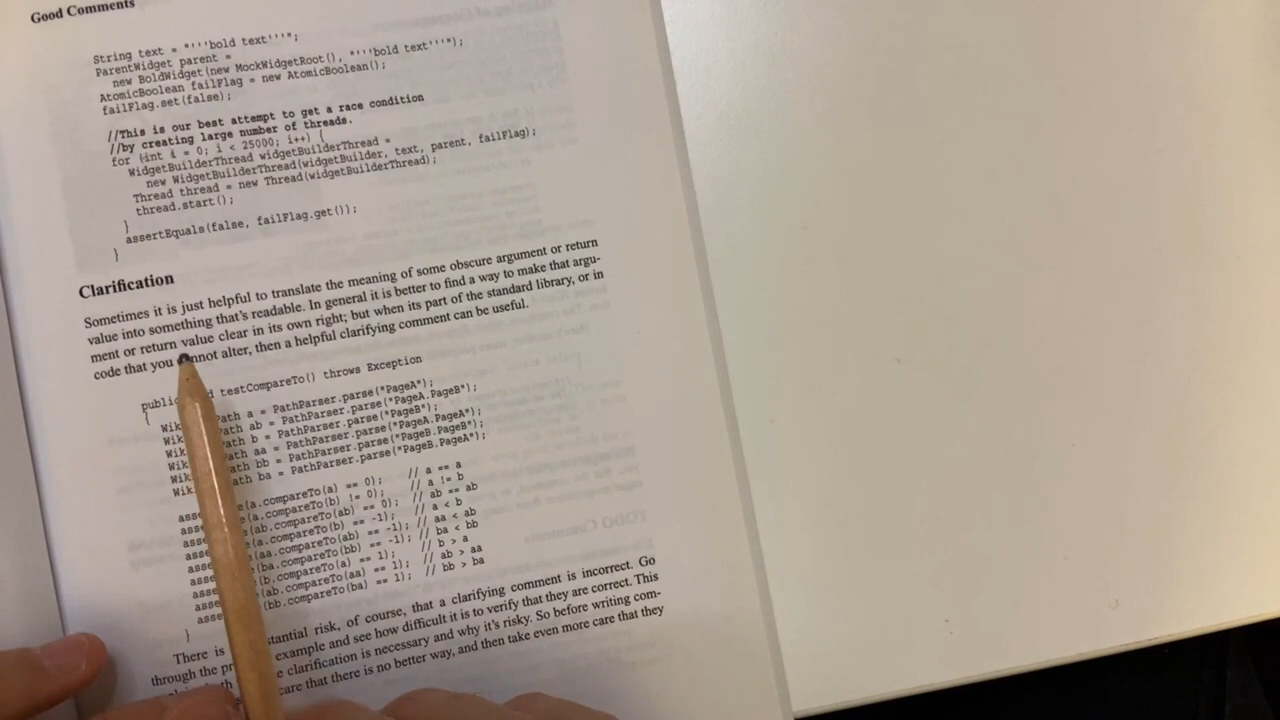 Good Comments
String text = "'''bold text'''";
ParentWidget parent =
new BoldWidget(new MockWidgetRoot(), "'''bold text'''");
AtomicBoolean failFlag = new AtomicBoolean();
failFlag.set(false);
//This is our best attempt to get a race condition
//by creating large number of threads.
for (int i = 0; i < 25000; i++) {
WidgetBuilderThread widgetBuilderThread =
new WidgetBuilderThread(widgetBuilder, text, parent, failFlag);
Thread thread = new Thread(widgetBuilderThread);
thread.start();
}
assertEquals(false, failFlag.get());
}
Clarification
Sometimes it is just helpful to translate the meaning of some obscure argument or return
value into something that's readable. In general it is better to find a way to make that argu-
ment or return value clear in its own right; but when its part of the standard library, or in
code that you cannot alter, then a helpful clarifying comment can be useful.
public testCompareTo() throws Exception
{
Wik Path a = PathParser.parse("PageA");
Wik Path ab = PathParser.parse("PageA.PageB");
Wik Path b = PathParser.parse("PageB");
Wik Path aa = PathParser.parse("PageA.PageA");
Wik Path bb = PathParser.parse("PageB.PageB");
Wik Path ba = PathParser.parse("PageB.PageA");
asse (a.compareTo(a) == 0); // a == a
asse (a.compareTo(b) != 0); // a != b
asse (ab.compareTo(ab) == 0); // ab == ab
asse (a.compareTo(b) == -1); // a < b
asse (aa.compareTo(ab) == -1); // aa < ab
asse (ba.compareTo(bb) == -1); // ba < bb
asse (b.compareTo(a) == 1); // b > a
asse (ab.compareTo(aa) == 1); // ab > aa
asse (bb.compareTo(ba) == 1); // bb > ba
}
There is substantial risk, of course, that a clarifying comment is incorrect. Go
through the example and see how difficult it is to verify that they are correct. This
clarification is necessary and why it's risky. So before writing com-
care that there is no better way, and then take even more care that they